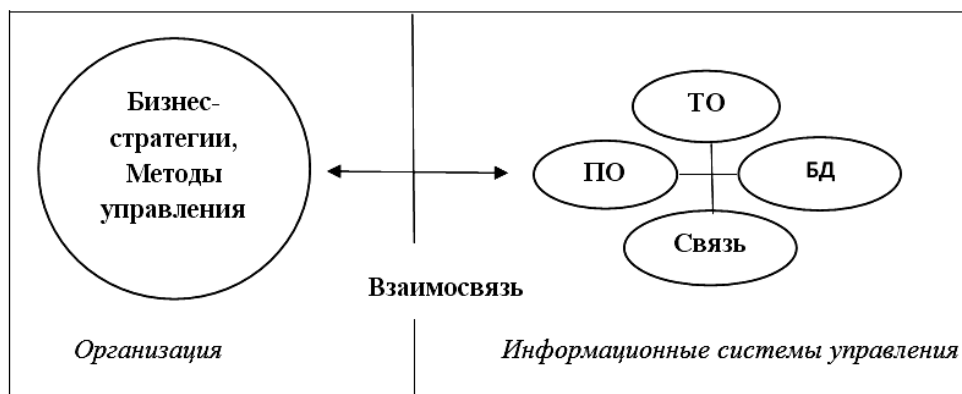 Бизнес-
стратегии,
Методы
управления
ТО
ПО
БД
Связь
Взаимосвязь
Организация
Информационные системы управления